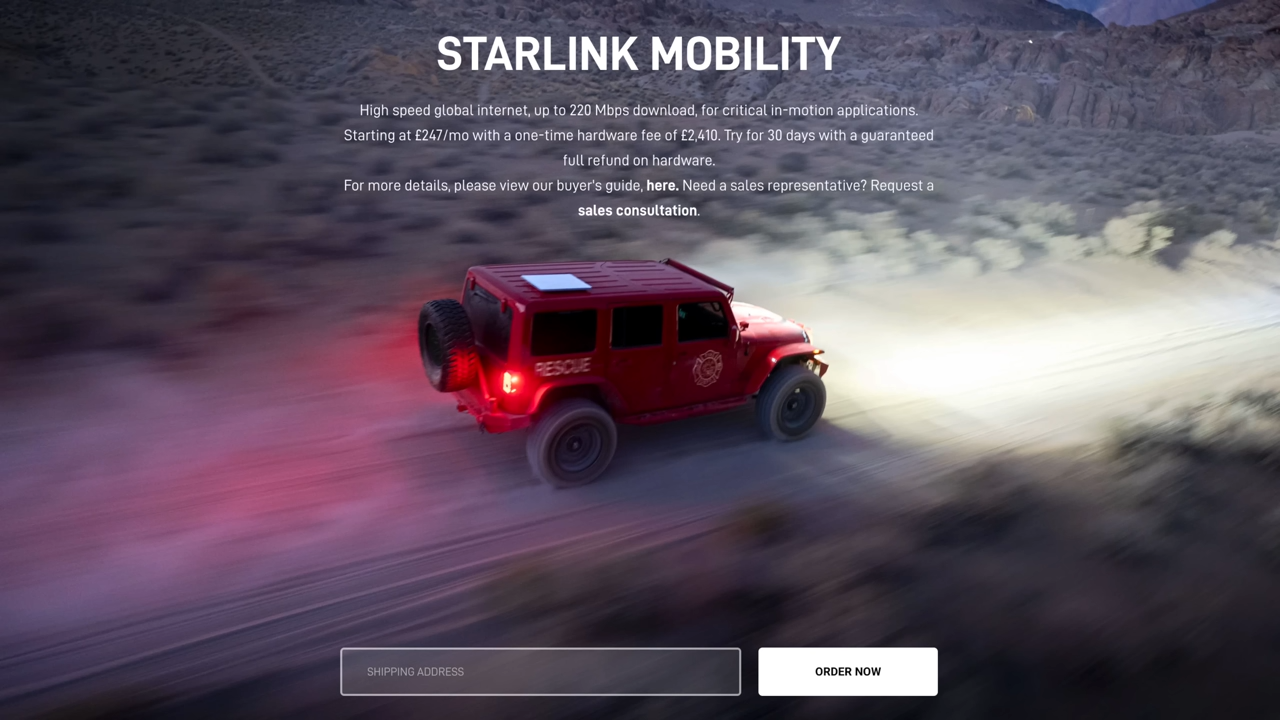 STARLINK MOBILITY
High speed global internet, up to 220 Mbps download, for critical in-motion applications.
Starting at £247/mo with a one-time hardware fee of £2,410. Try for 30 days with a guaranteed
full refund on hardware.
For more details, please view our buyer's guide, here. Need a sales representative? Request a
sales consultation.
RESCUE
SHIPPING ADDRESS
ORDER NOW